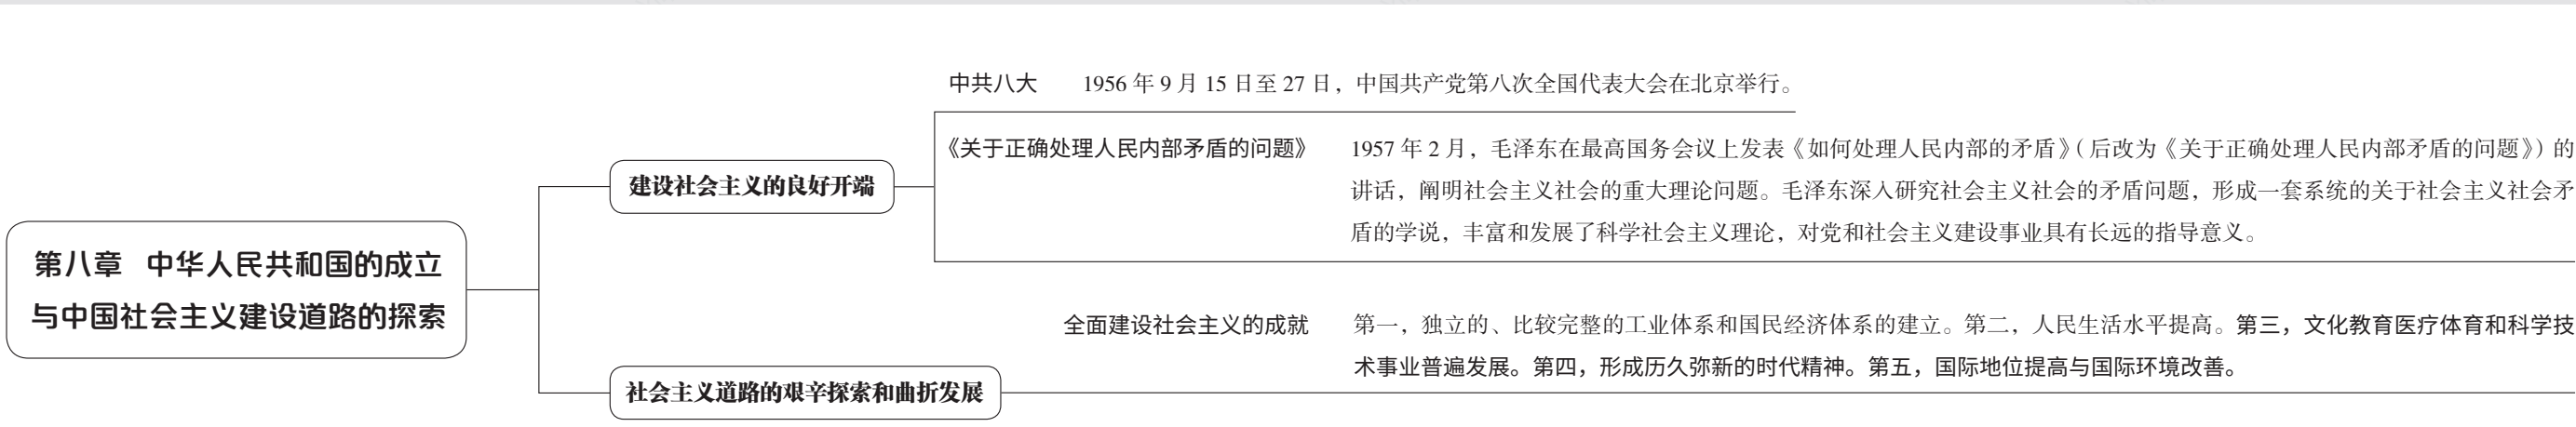 第八章 中华人民共和国的成立
与中国社会主义建设道路的探索
建设社会主义的良好开端
中共八大 1956 年 9 月 15 日至 27 日，中国共产党第八次全国代表大会在北京举行。
《关于正确处理人民内部矛盾的问题》 1957 年 2 月，毛泽东在最高国务会议上发表《如何处理人民内部的矛盾》（后改为《关于正确处理人民内部矛盾的问题》）的
讲话，阐明社会主义社会的重大理论问题。毛泽东深入研究社会主义社会的矛盾问题，形成一套系统的关于社会主义社会矛
盾的学说，丰富和发展了科学社会主义理论，对党和社会主义建设事业具有长远的指导意义。
社会主义道路的艰辛探索和曲折发展
全面建设社会主义的成就 第一，独立的、比较完整的工业体系和国民经济体系的建立。第二，人民生活水平提高。第三，文化教育医疗体育和科学技
术事业普遍发展。第四，形成历久弥新的时代精神。第五，国际地位提高与国际环境改善。